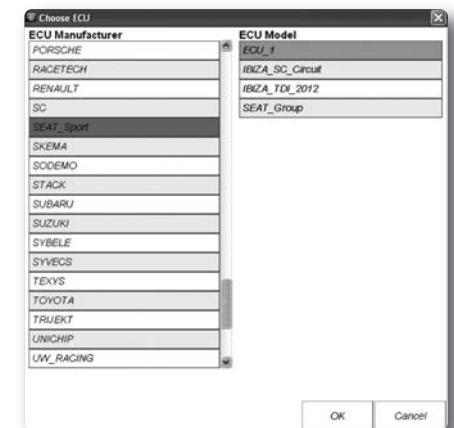 Choose ECU
ECU Manufacturer
PORSCHE
RACETECH
RENAULT
SC
SEAT_Sport
SKEMA
SODEMO
STACK
SUBARU
SUZUKI
SYBELE
SYVECS
TEXYS
TOYOTA
TRIJEKT
UNICHIP
UW_RACING
ECU Model
ECU_1
IBIZA_SC_Circuit
IBIZA_TDI_2012
SEAT_Group
OK
Cancel